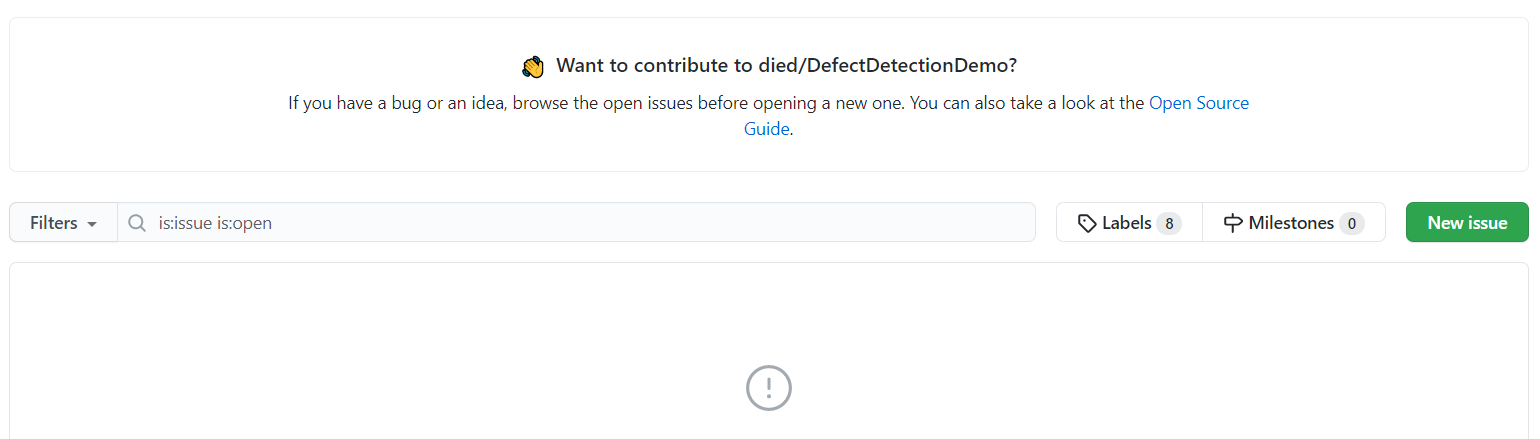 Want to contribute to died/DefectDetectionDemo?
If you have a bug or an idea, browse the open issues before opening a new one. You can also take a look at the Open Source
Guide.
Filters is:issue is:open Labels 8 Milestones 0 New issue